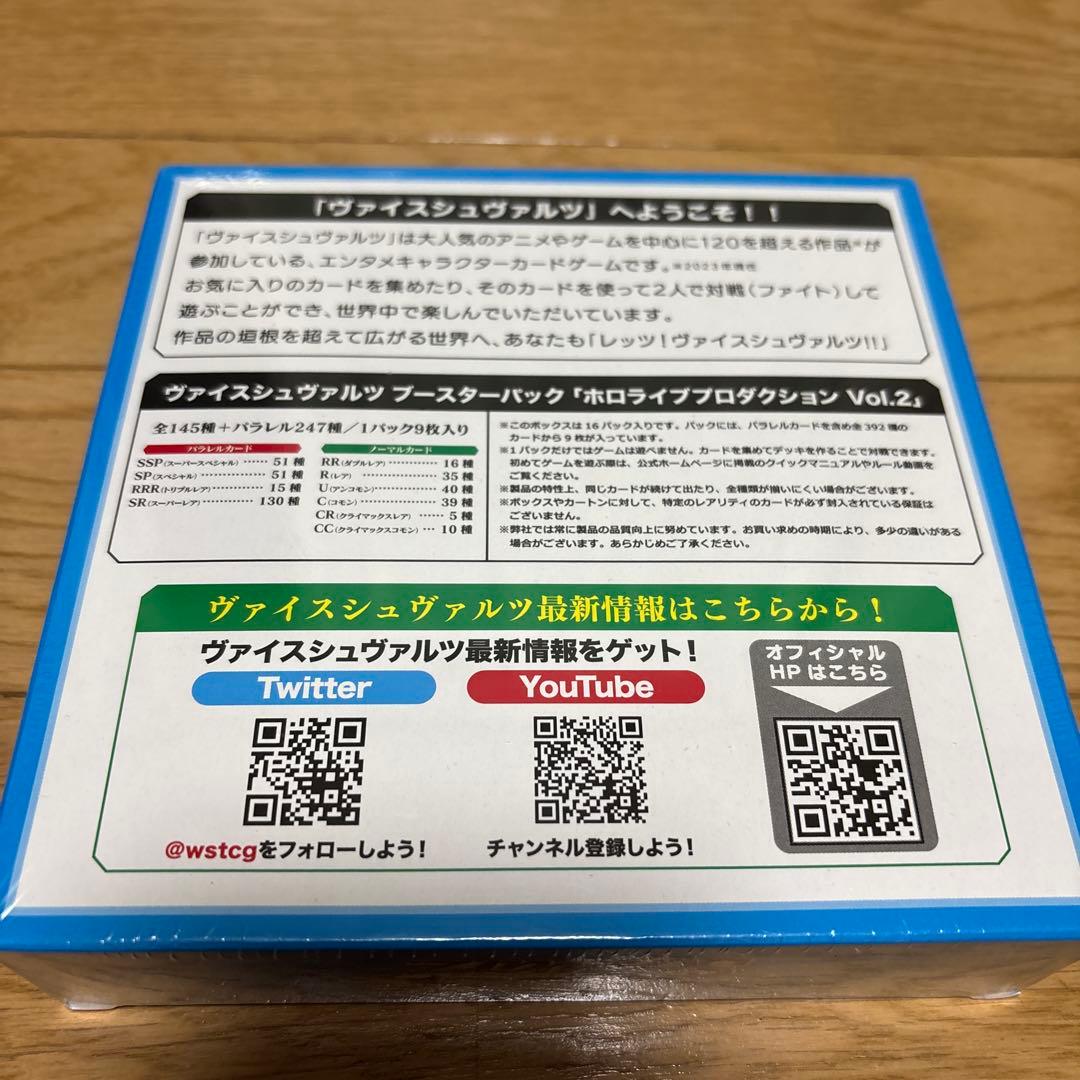 「ヴァイスシュヴァルツ」へようこそ！！
「ヴァイスシュヴァルツ」は大人気のアニメやゲームを中心に120を超える作品※が
参加している、エンタメキャラクターカードゲームです。※2023年現在
お気に入りのカードを集めたり、そのカードを使って2人で対戦（ファイト）して
遊ぶことができ、世界中で楽しんでいただいています。
作品の垣根を超えて広がる世界へ、あなたも「レッツ！ヴァイスシュヴァルツ!!」
ヴァイスシュヴァルツ ブースターパック「ホロライブプロダクション Vol.2」
全145種＋パラレル247種／1パック9枚入り
パラレルカード
SSP（スーパースペシャル）…… 51種
SP（スペシャル）……… 51種
RRR（トリプルレア）…… 15種
SR（スーパーレア）…… 130種
ノーマルカード
RR（ダブルレア）…… 16種
R（レア）……… 35種
U（アンコモン）…… 40種
C（コモン）……… 39種
CR（クライマックスレア）… 5種
CC（クライマックスコモン）… 10種
※このボックスは16パック入りです。パックには、パラレルカードを含め全392種の
カードから9枚が入っています。
※1パックだけではゲームは遊べません。カードを集めてデッキを作ることで対戦できます。
初めてゲームを遊ぶ際は、公式ホームページに掲載のクイックマニュアルやルール動画を
ご覧ください。
※製品の特性上、同じカードが続けて出たり、全種類が揃いにくい場合がございます。
※ボックスやカートンに対して、特定のレアリティのカードが必ず封入されている保証は
ございません。
※弊社では常に製品の品質向上に努めています。お買い求めの時期により、多少の違いがある
場合がございます。あらかじめご了承ください。
ヴァイスシュヴァルツ最新情報はこちらから！
ヴァイスシュヴァルツ最新情報をゲット！
Twitter
@wstcgをフォローしよう！
YouTube
チャンネル登録しよう！
オフィシャル
HPはこちら